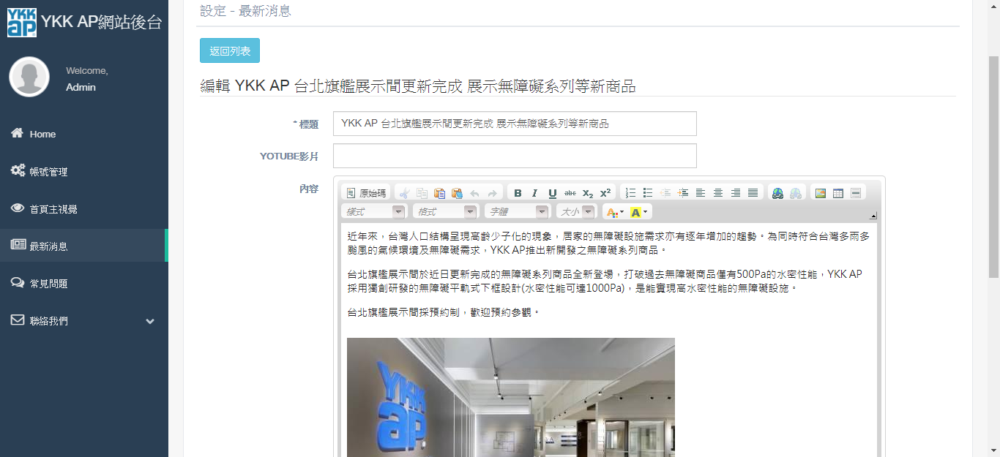 YKK ap YKK AP網站後台
Welcome,
Admin
Home
帳號管理
首頁主視覺
最新消息
常見問題
聯絡我們
設定 - 最新消息
返回列表
編輯 YKK AP 台北旗艦展示間更新完成 展示無障礙系列等新商品
* 標題
YKK AP 台北旗艦展示間更新完成 展示無障礙系列等新商品
YOTUBE影片
內容
原始碼
B I U abc X2 X2
樣式 格式 字體 大小 A A
近年來，台灣人口結構呈現高齡少子化的現象，居家的無障礙設施需求亦有逐年增加的趨勢。為同時符合台灣多雨多
颱風的氣候環境及無障礙需求，YKK AP推出新開發之無障礙系列商品。
台北旗艦展示間於近日更新完成的無障礙系列商品全新登場，打破過去無障礙商品僅有500Pa的水密性能，YKK AP
採用獨創研發的無障礙平軌式下框設計(水密性能可達1000Pa)，是能實現高水密性能的無障礙設施。
台北旗艦展示間採預約制，歡迎預約參觀。
YKK
ap